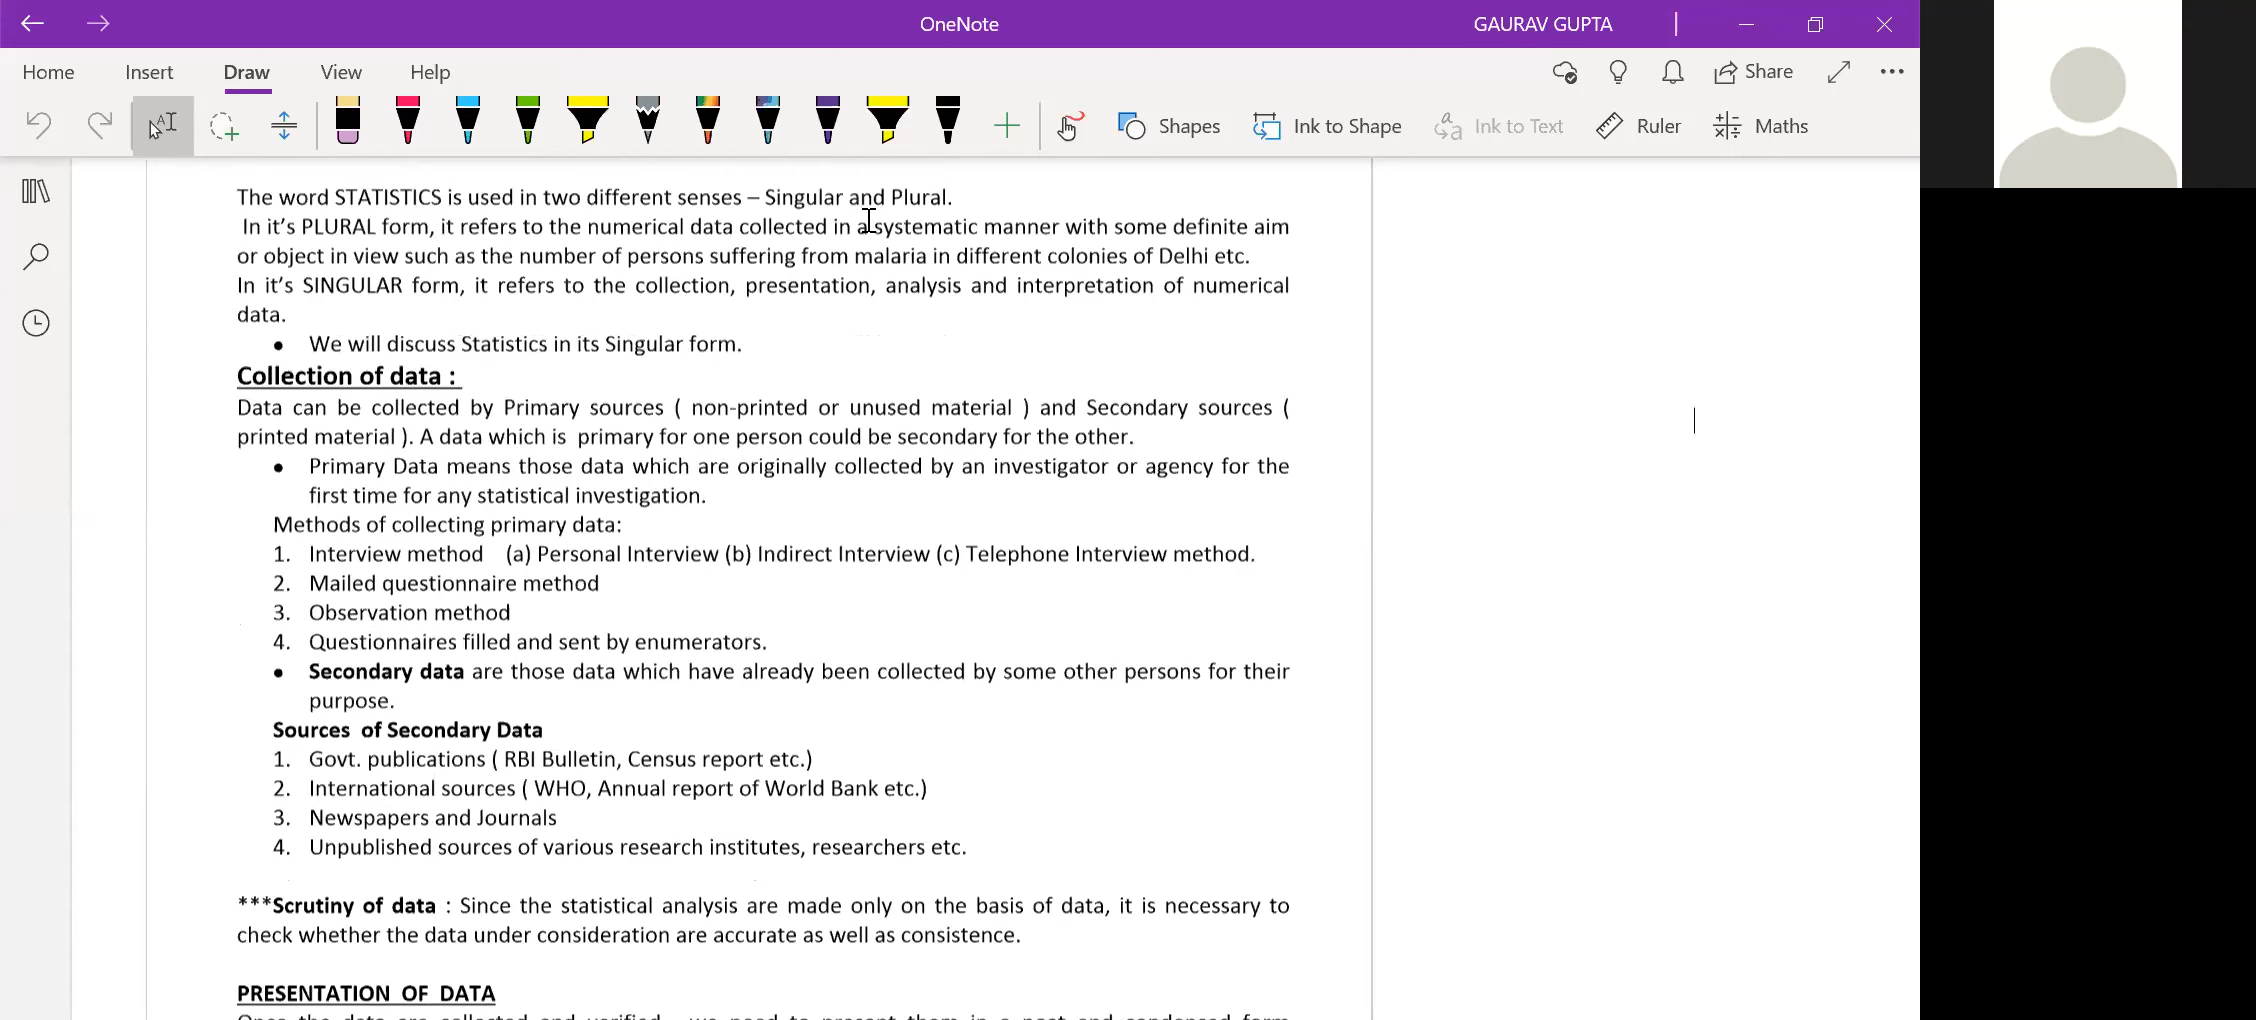 OneNote
GAURAV GUPTA
Home Insert Draw View Help
Share
Shapes Ink to Shape Ink to Text Ruler Maths
The word STATISTICS is used in two different senses – Singular and Plural.
In it's PLURAL form, it refers to the numerical data collected in a systematic manner with some definite aim
or object in view such as the number of persons suffering from malaria in different colonies of Delhi etc.
In it's SINGULAR form, it refers to the collection, presentation, analysis and interpretation of numerical
data.
• We will discuss Statistics in its Singular form.
Collection of data :
Data can be collected by Primary sources ( non-printed or unused material ) and Secondary sources (
printed material ). A data which is primary for one person could be secondary for the other.
• Primary Data means those data which are originally collected by an investigator or agency for the
first time for any statistical investigation.
Methods of collecting primary data:
1. Interview method (a) Personal Interview (b) Indirect Interview (c) Telephone Interview method.
2. Mailed questionnaire method
3. Observation method
4. Questionnaires filled and sent by enumerators.
• Secondary data are those data which have already been collected by some other persons for their
purpose.
Sources of Secondary Data
1. Govt. publications ( RBI Bulletin, Census report etc.)
2. International sources ( WHO, Annual report of World Bank etc.)
3. Newspapers and Journals
4. Unpublished sources of various research institutes, researchers etc.
***Scrutiny of data : Since the statistical analysis are made only on the basis of data, it is necessary to
check whether the data under consideration are accurate as well as consistence.
PRESENTATION OF DATA